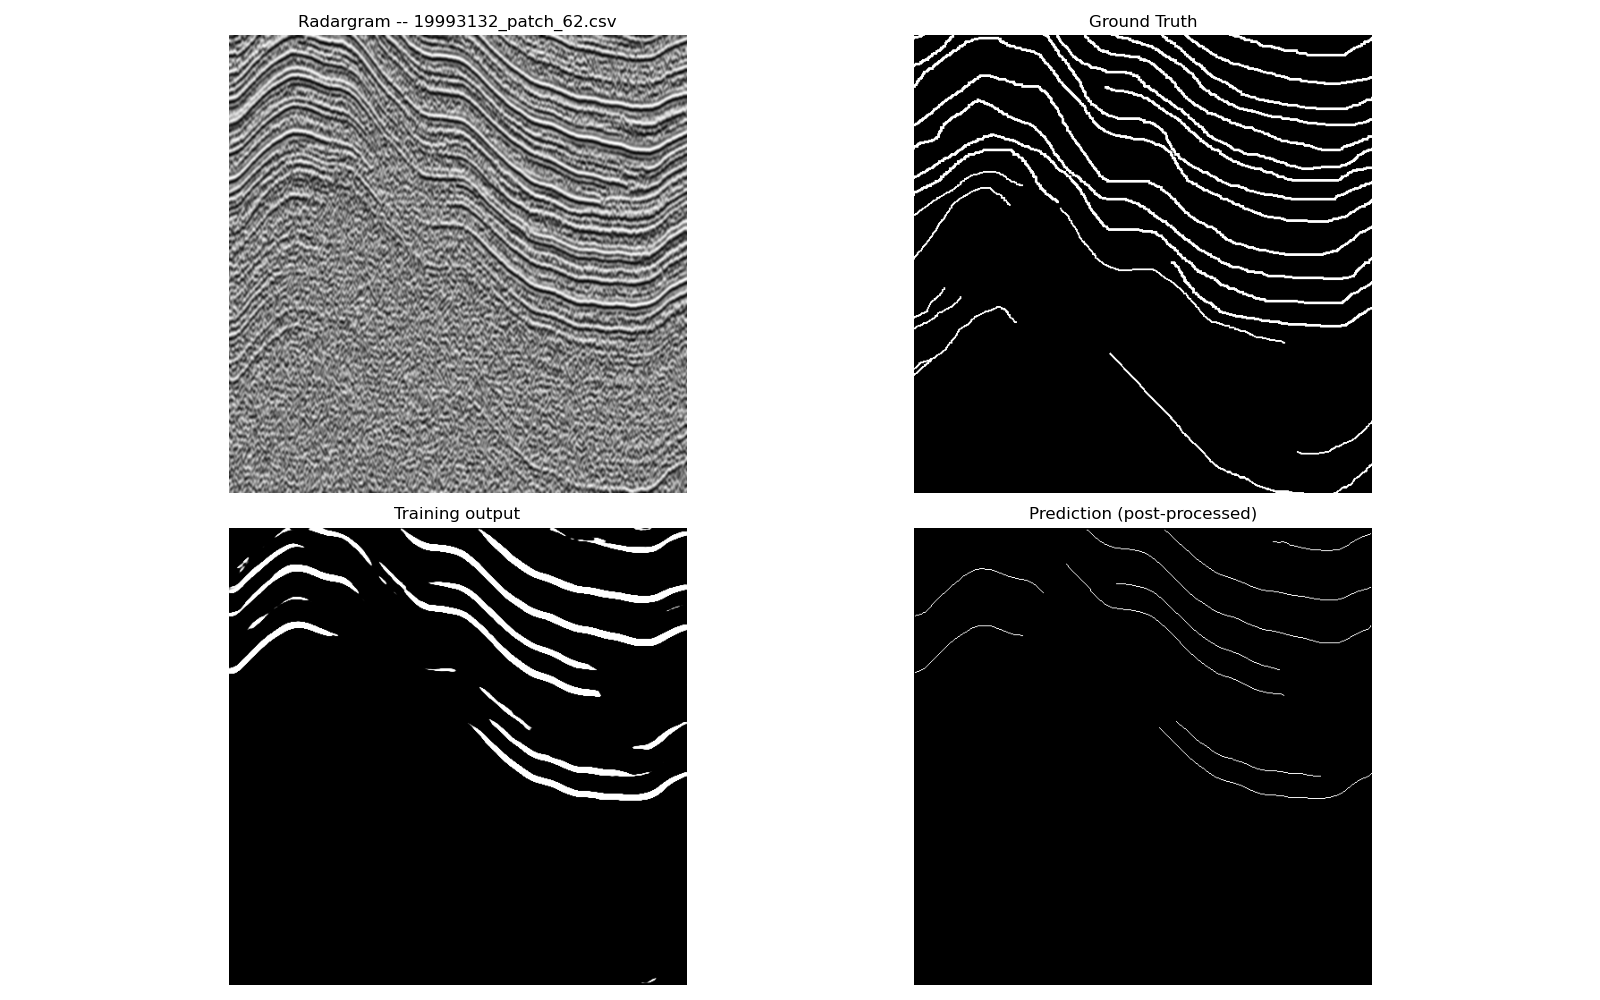 Radargram -- 19993132_patch_62.csv
Ground Truth
Training output
Prediction (post-processed)